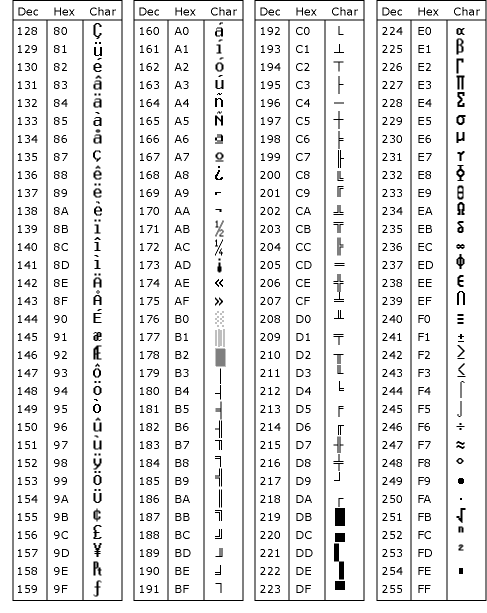 Dec Hex Char Dec Hex Char Dec Hex Char Dec Hex Char
128 80 Ç 160 A0 á 192 C0 └ 224 E0 α
129 81 ü 161 A1 í 193 C1 ┴ 225 E1 β
130 82 é 162 A2 ó 194 C2 ┬ 226 E2 Γ
131 83 â 163 A3 ú 195 C3 ├ 227 E3 Π
132 84 ä 164 A4 ñ 196 C4 ─ 228 E4 Σ
133 85 à 165 A5 Ñ 197 C5 ┼ 229 E5 σ
134 86 å 166 A6 ª 198 C6 ╞ 230 E6 μ
135 87 ç 167 A7 º 199 C7 ╟ 231 E7 γ
136 88 ê 168 A8 ¿ 200 C8 ╚ 232 E8 Φ
137 89 ë 169 A9 ⌐ 201 C9 ╔ 233 E9 θ
138 8A è 170 AA ¬ 202 CA ╩ 234 EA Ω
139 8B ï 171 AB ½ 203 CB ╦ 235 EB δ
140 8C î 172 AC ¼ 204 CC ╠ 236 EC ∞
141 8D ì 173 AD ¡ 205 CD ═ 237 ED φ
142 8E Ä 174 AE « 206 CE ╬ 238 EE ε
143 8F Å 175 AF » 207 CF ╧ 239 EF ∩
144 90 É 176 B0 ░ 208 D0 ╨ 240 F0 ≡
145 91 æ 177 B1 ▒ 209 D1 ╤ 241 F1 ±
146 92 Æ 178 B2 ▓ 210 D2 ╥ 242 F2 ≥
147 93 ô 179 B3 │ 211 D3 ╙ 243 F3 ≤
148 94 ö 180 B4 ┤ 212 D4 ╘ 244 F4 ⌠
149 95 ò 181 B5 ╡ 213 D5 ╒ 245 F5 ⌡
150 96 û 182 B6 ╢ 214 D6 ╓ 246 F6 ÷
151 97 ù 183 B7 ╖ 215 D7 ╫ 247 F7 ≈
152 98 ÿ 184 B8 ╕ 216 D8 ╪ 248 F8 °
153 99 Ö 185 B9 ╣ 217 D9 ┘ 249 F9 •
154 9A Ü 186 BA ║ 218 DA ┌ 250 FA ·
155 9B ¢ 187 BB ╗ 219 DB █ 251 FB √
156 9C £ 188 BC ╝ 220 DC ▄ 252 FC ⁿ
157 9D ¥ 189 BD ╜ 221 DD ▌ 253 FD ²
158 9E ₧ 190 BE ╛ 222 DE ▐ 254 FE ■
159 9F ƒ 191 BF ┐ 223 DF ▀ 255 FF